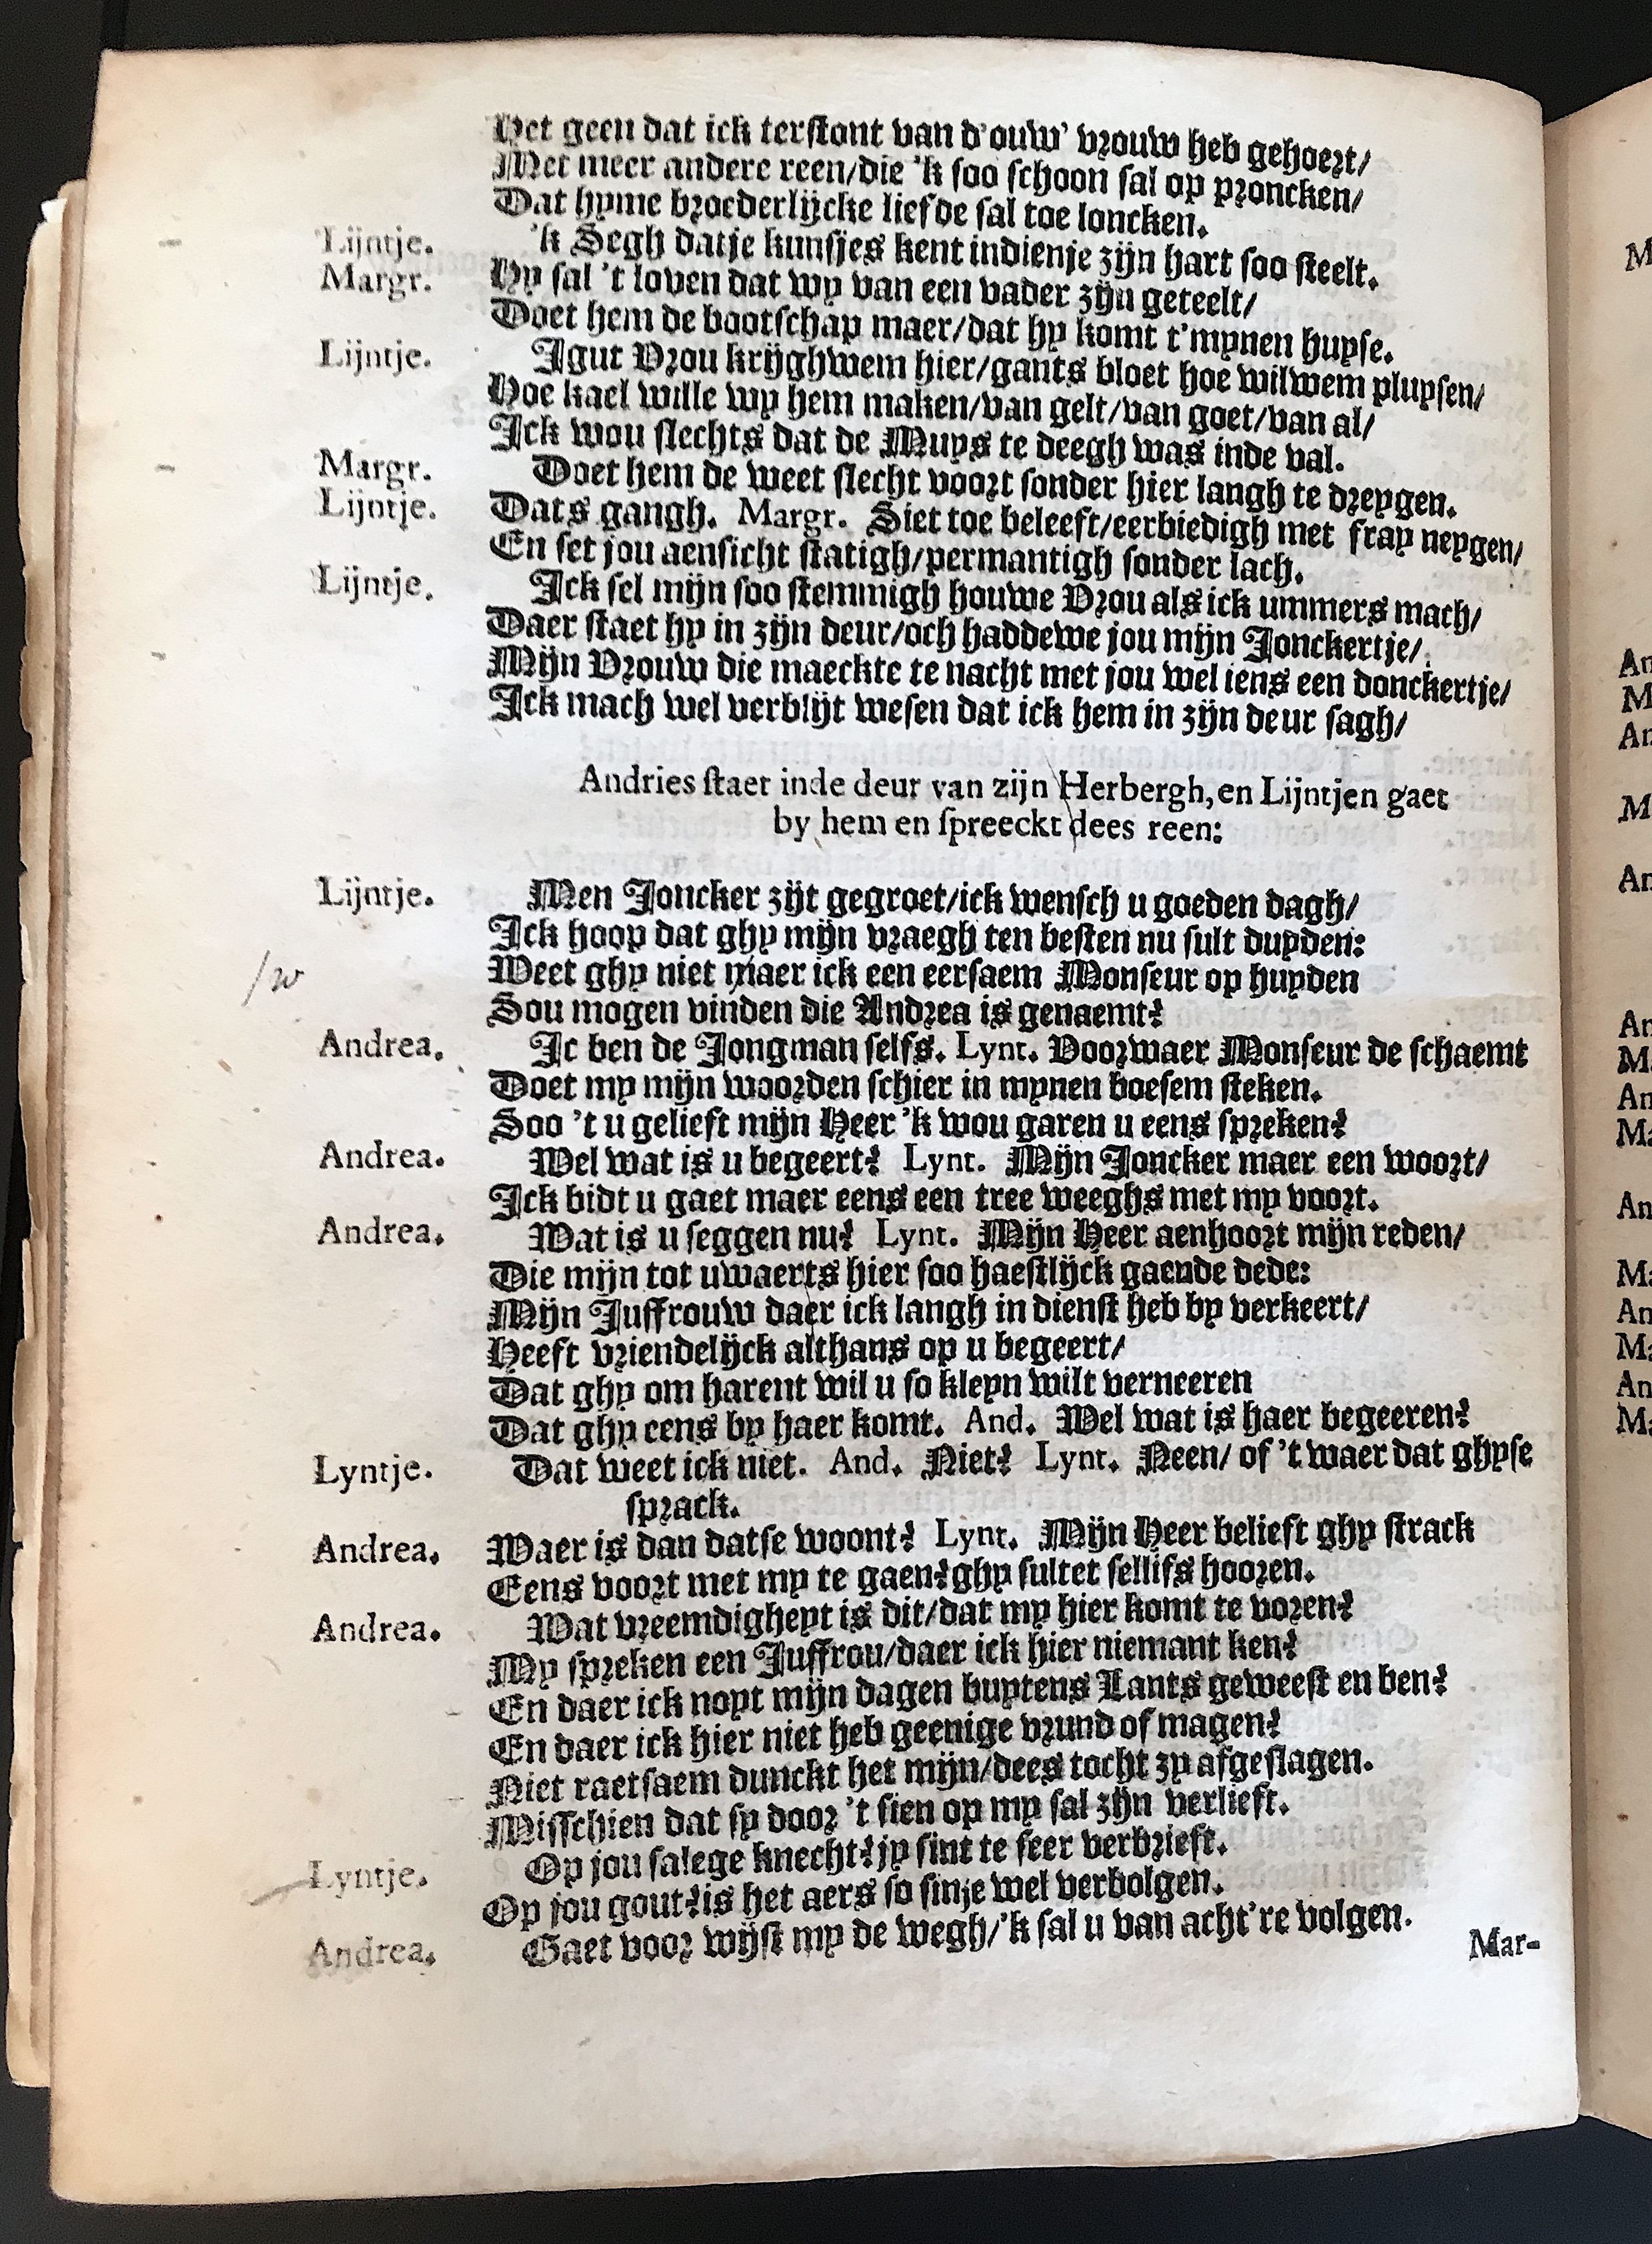 Het geen dat ick terstont van d'ouw' vrouw heb gehoert/
Met meer andere reen/die 'k soo schoon sal op proncken/
Dat hyme broederlijcke liefde sal toe loncken.
Lijntje. 'k Segh datje kunsjes kent indienje zijn hart soo steelt.
Margr. Hy sal 't loven dat wy van een vader zijn geteelt/
Doet hem de bootschap maer/dat hy komt t'mynen huyse.
Lijntje. Jgut Vrou krijghwem hier/gants bloet hoe wilwem pluysen/
Hoe kael wille wy hem maken/van gelt/van goet/van al/
Ick wou slechts dat de Muys te deegh was inde val.
Margr. Doet hem de weet slecht voort sonder hier langh te dreygen.
Lijntje. Dats gangh. Margr. Siet toe beleeft/eerbiedigh met fray neygen/
En set jou aensicht statigh/permantigh sonder lach.
Lijntje. Ick sel mijn soo stemmigh houwe Vrou als ick ummers mach/
Daer staet hy in zijn deur/och haddewe jou mijn Jonckertje/
Mijn Vrouw die maeckte te nacht met jou wel iens een donckertje/
Ick mach wel verblijt wesen dat ick hem in zijn deur sagh/
Andries staet inde deur van zijn Herbergh, en Lijntjen gaet
by hem en spreeckt dees reen:
Lijntje. Men Joncker zijt gegroet/ick wensch u goeden dagh/
Ick hoop dat ghy mijn vraegh ten besten nu sult duyden:
/w Weet ghy niet maer ick een eersaem Monseur op huyden
Sou mogen vinden die Andrea is genaemt?
Andrea. Ic ben de Jongman selfs. Lynt. Voorwaer Monseur de schaemt
Doet my mijn woorden schier in mynen boesem steken.
Soo 't u gelieft mijn Heer 'k wou garen u eens spreken?
Andrea. Wel wat is u begeert? Lynt. Mijn Joncker maer een woort/
Ick bidt u gaet maer eens een tree weeghs met my voort.
Andrea. Wat is u seggen nu? Lynt. Mijn Heer aenhoort mijn reden/
Die mijn tot uwaerts hier soo haestlijck gaende dede:
Mijn Juffrouw daer ick langh in dienst heb by verkeert/
Heeft vriendelijck althans op u begeert/
Dat ghy om harent wil u so kleyn wilt verneeren
Dat ghy eens by haer komt. And. Wel wat is haer begeeren?
Lyntje. Dat weet ick niet. And. Niet? Lynt. Neen/ of 't waer dat ghyse
sprack.
Andrea. Waer is dan datse woont? Lynt. Mijn Heer belieft ghy strack
Eens voort met my te gaen? ghy sultet sellifs hooren.
Andrea. Wat vreemdigheyt is dit/dat my hier komt te voren?
My spreken een Juffrou/daer ick hier niemant ken?
En daer ick noyt mijn dagen buytens Lants geweest en ben?
En daer ick hier niet heb geenige vrund of magen?
Niet raetsaem dunckt het mijn/dees tocht zy afgeslagen.
Misschien dat sy door 't sien op my sal zijn verlieft.
Lyntje. Op jou salege knecht? jy sint te seer verbrieft.
Op jou gout? is het aers so sinje wel verbolgen.
Andrea. Gaet voor wijst my de wegh/'k sal u van acht're volgen.
Mar-